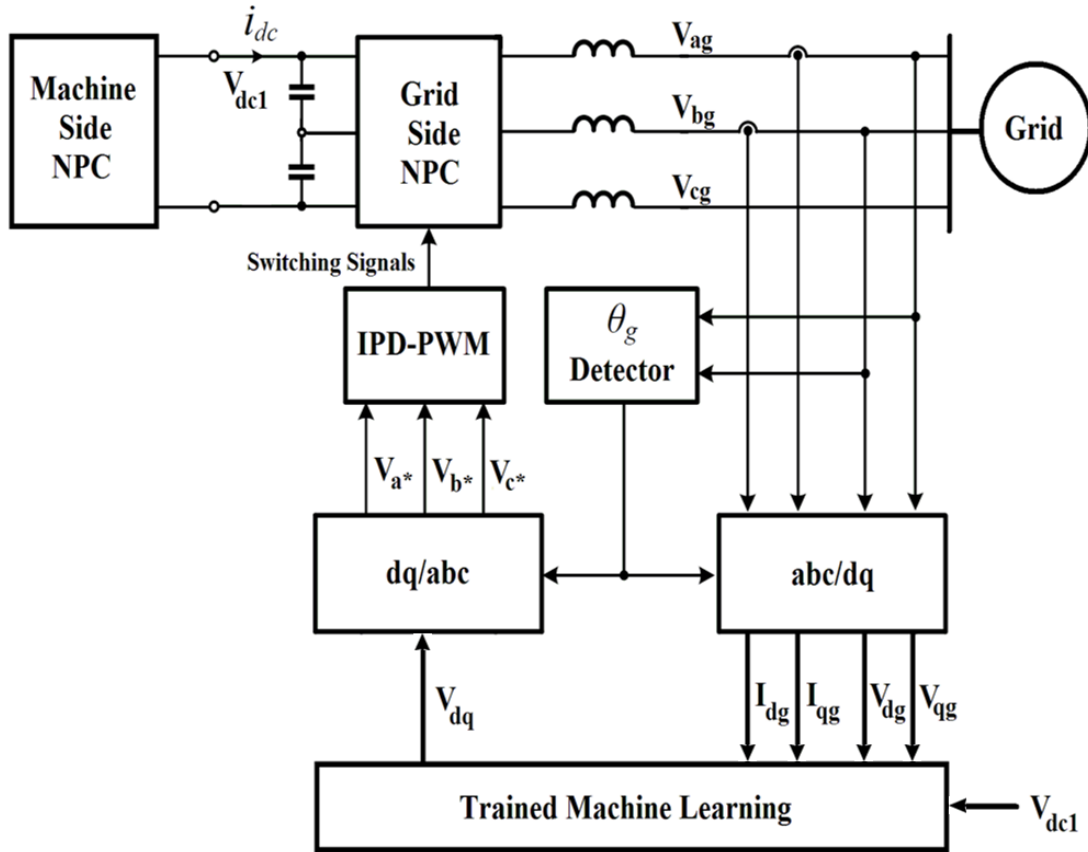 i_dc
V_dc1
Machine
Side
NPC
Grid
Side
NPC
V_ag
V_bg
V_cg
Grid
Switching Signals
IPD-PWM
θ_g
Detector
V_a*
V_b*
V_c*
dq/abc
abc/dq
V_dq
I_dg
I_qg
V_dg
V_qg
Trained Machine Learning
V_dc1